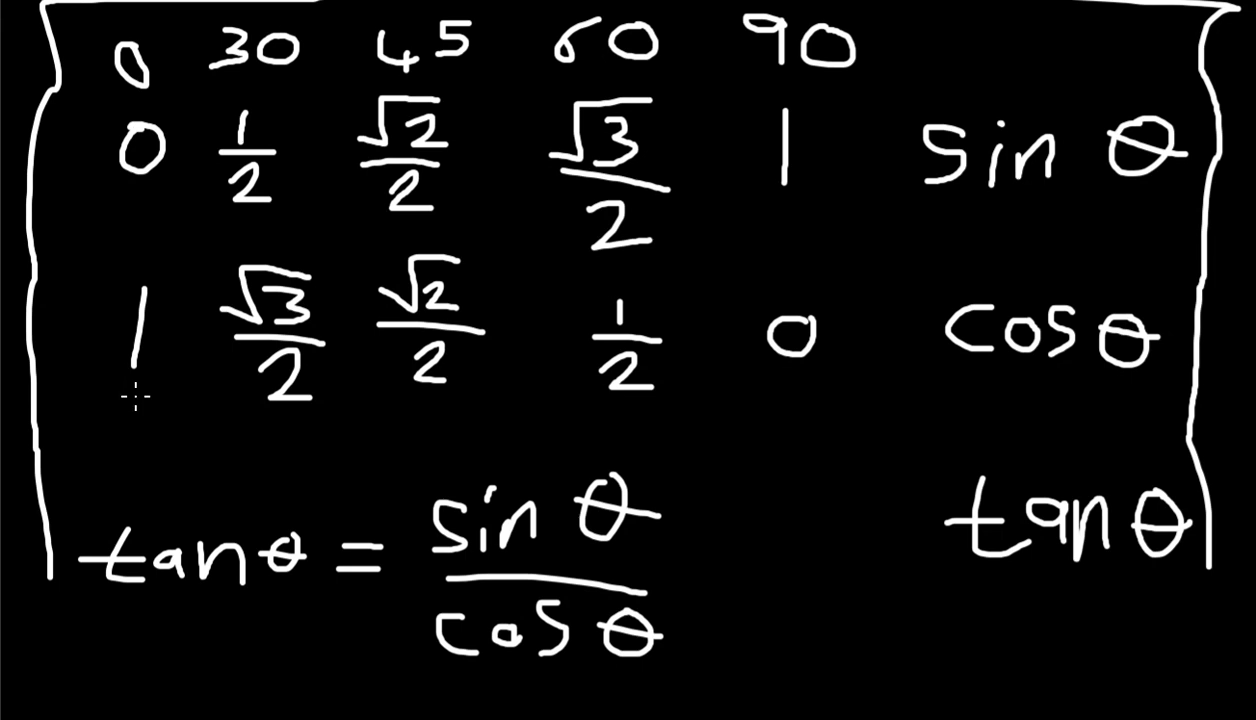 0 30 45 60 90
0 1/2 √2/2 √3/2 1 sin θ
1 √3/2 √2/2 1/2 0 cos θ
tan θ = sin θ/cos θ tan θ